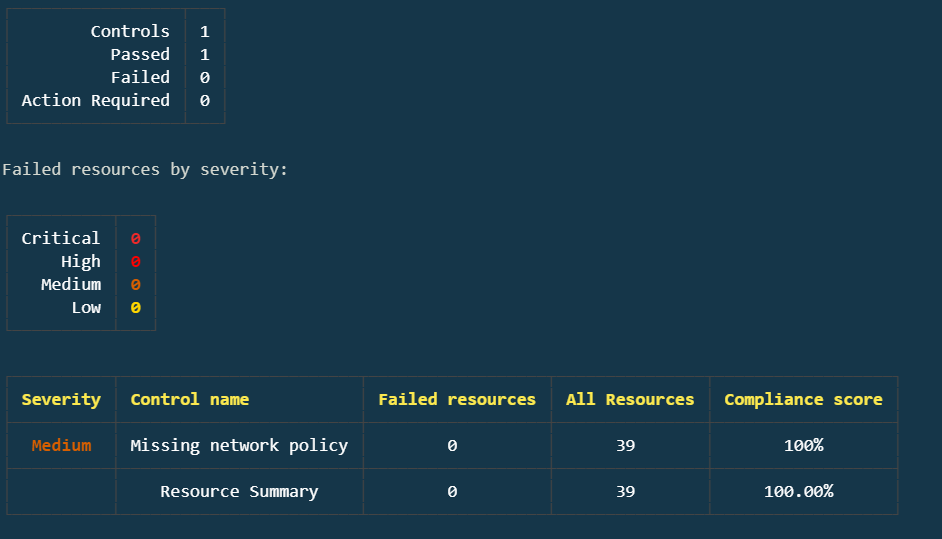 Controls 1
Passed 1
Failed 0
Action Required 0
Failed resources by severity:
Critical 0
High 0
Medium 0
Low 0
Severity Control name Failed resources All Resources Compliance score
Medium Missing network policy 0 39 100%
Resource Summary 0 39 100.00%